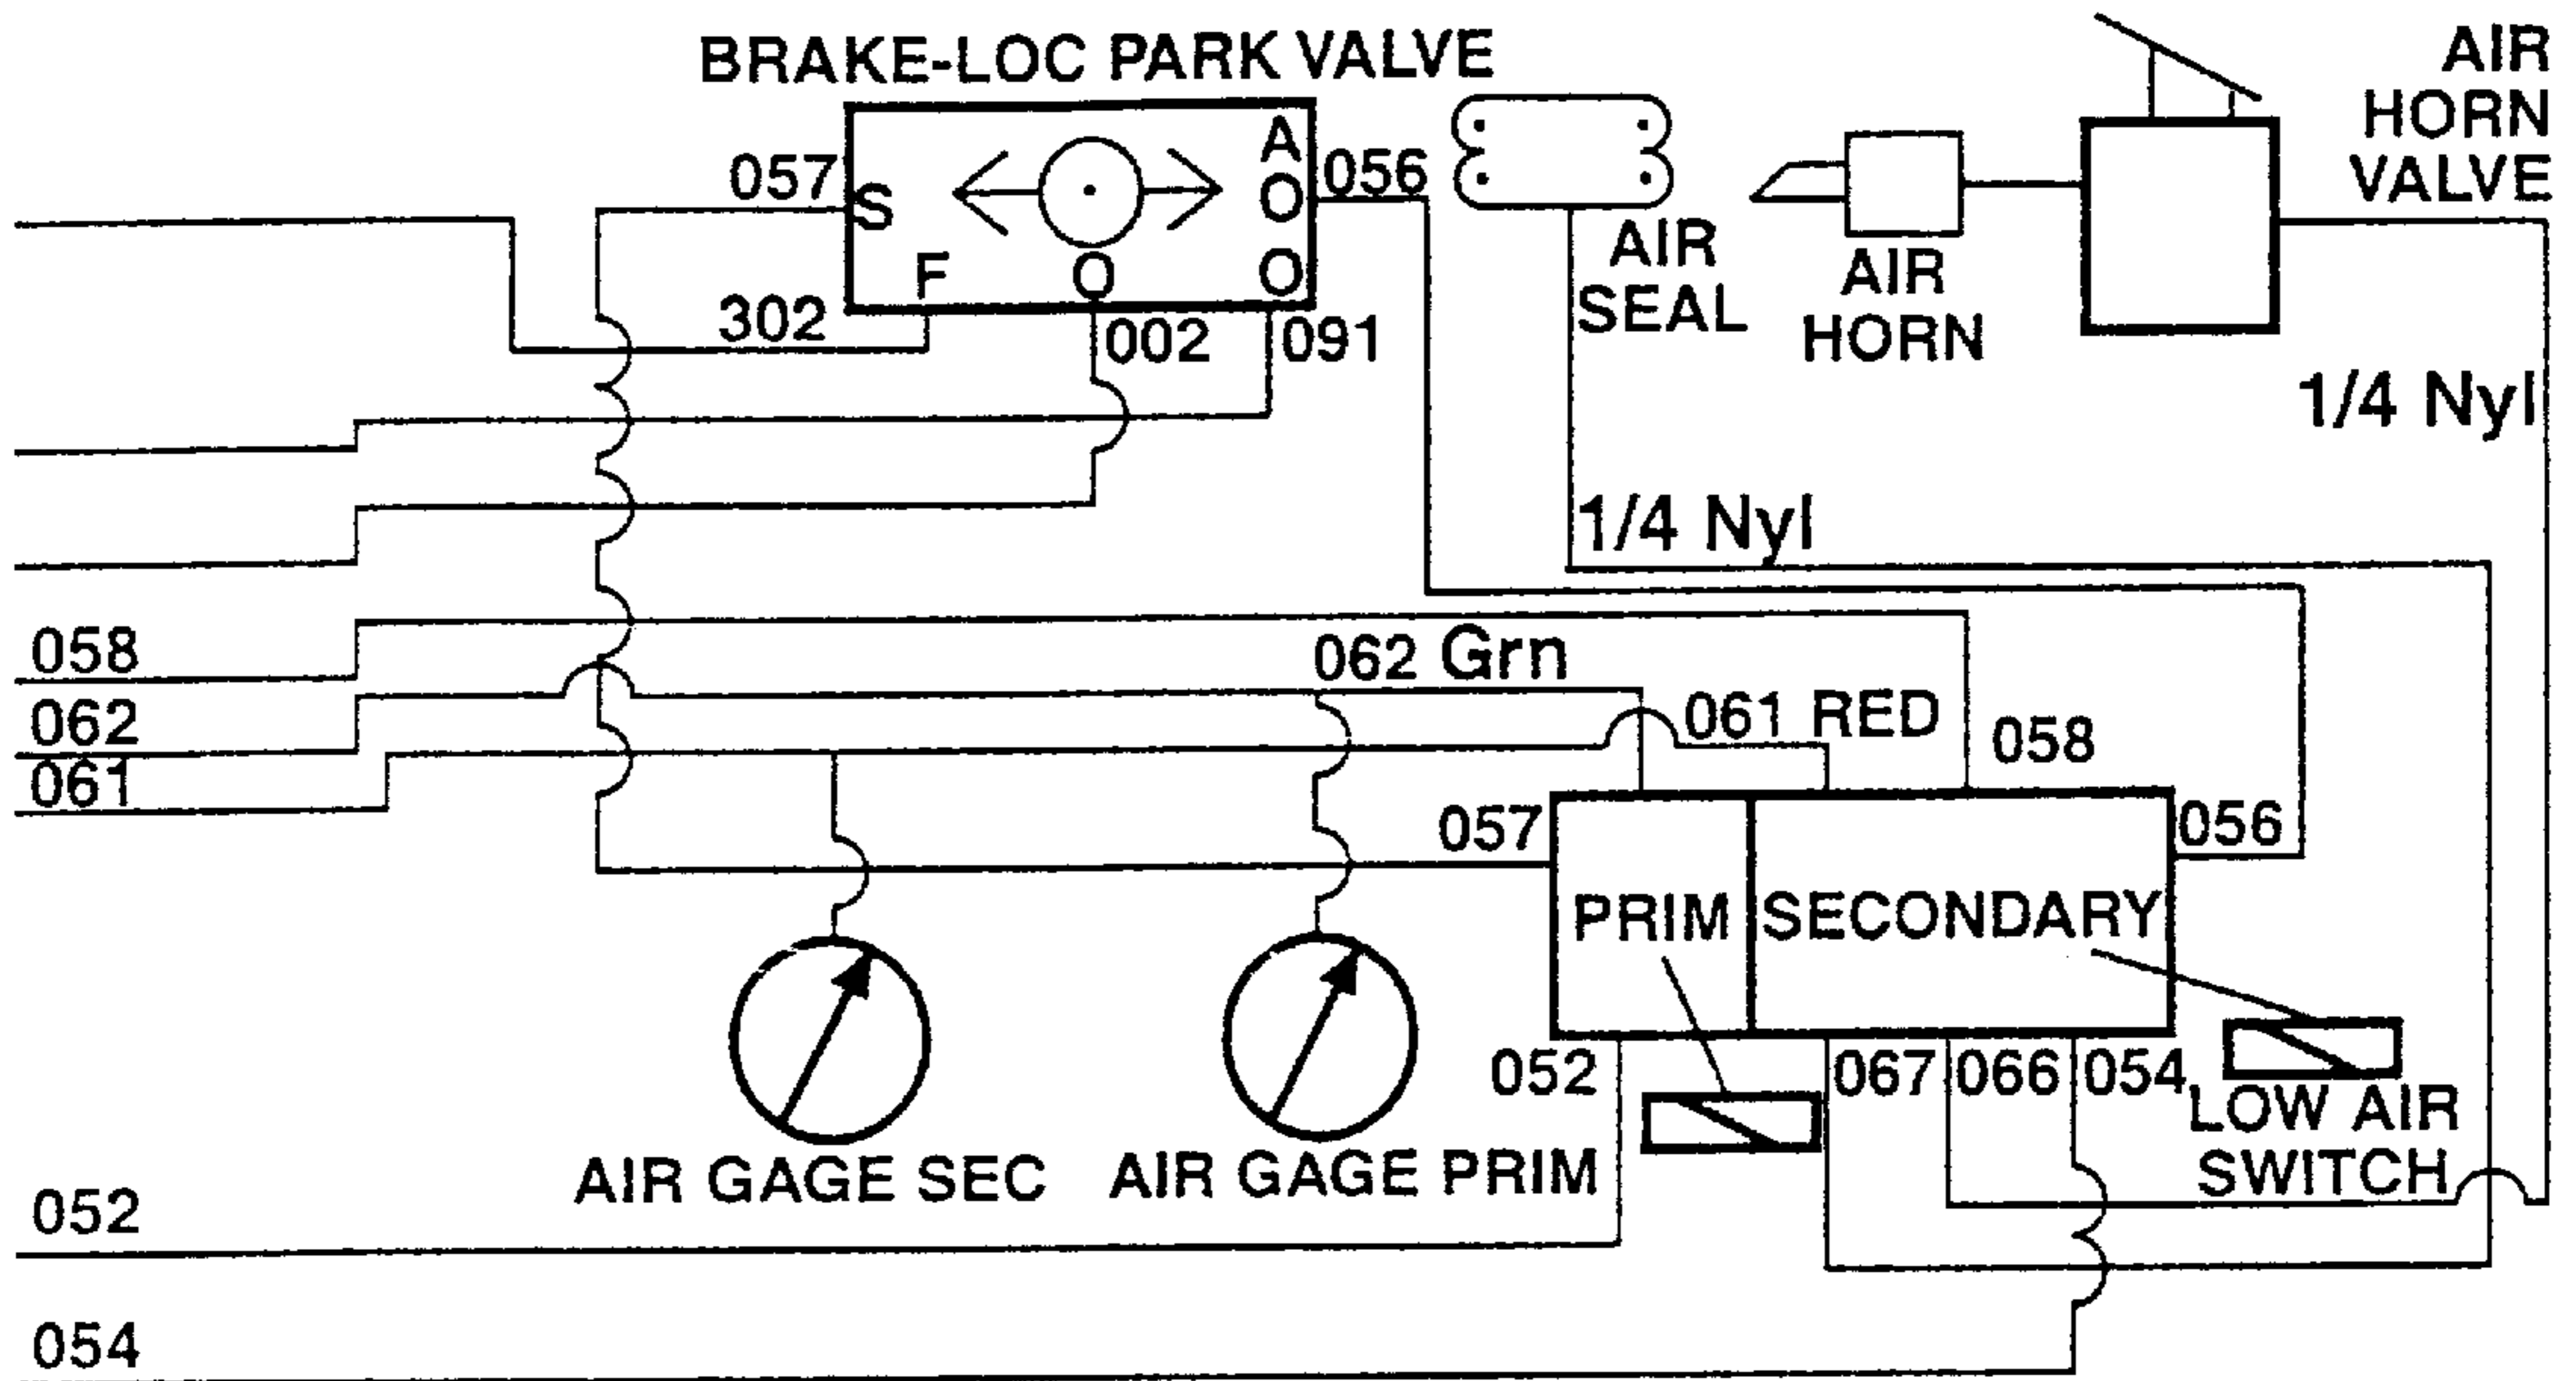 BRAKE-LOC PARK VALVE
AIR
HORN
VALVE
057
S
F
O
A
O
O
056
302
002
091
AIR
SEAL
AIR
HORN
1/4 Nyl
1/4 Nyl
058
062
061
062 Grn
061 RED
058
057
056
PRIM
SECONDARY
052
067
066
054
LOW AIR
SWITCH
AIR GAGE SEC
AIR GAGE PRIM
052
054